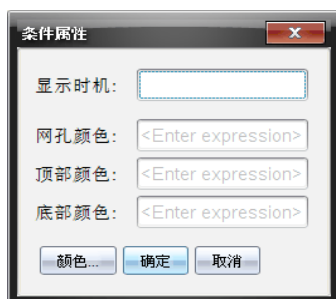 条件属性
显示时机:
网孔颜色: <Enter expression>
顶部颜色: <Enter expression>
底部颜色: <Enter expression>
颜色... 确定 取消